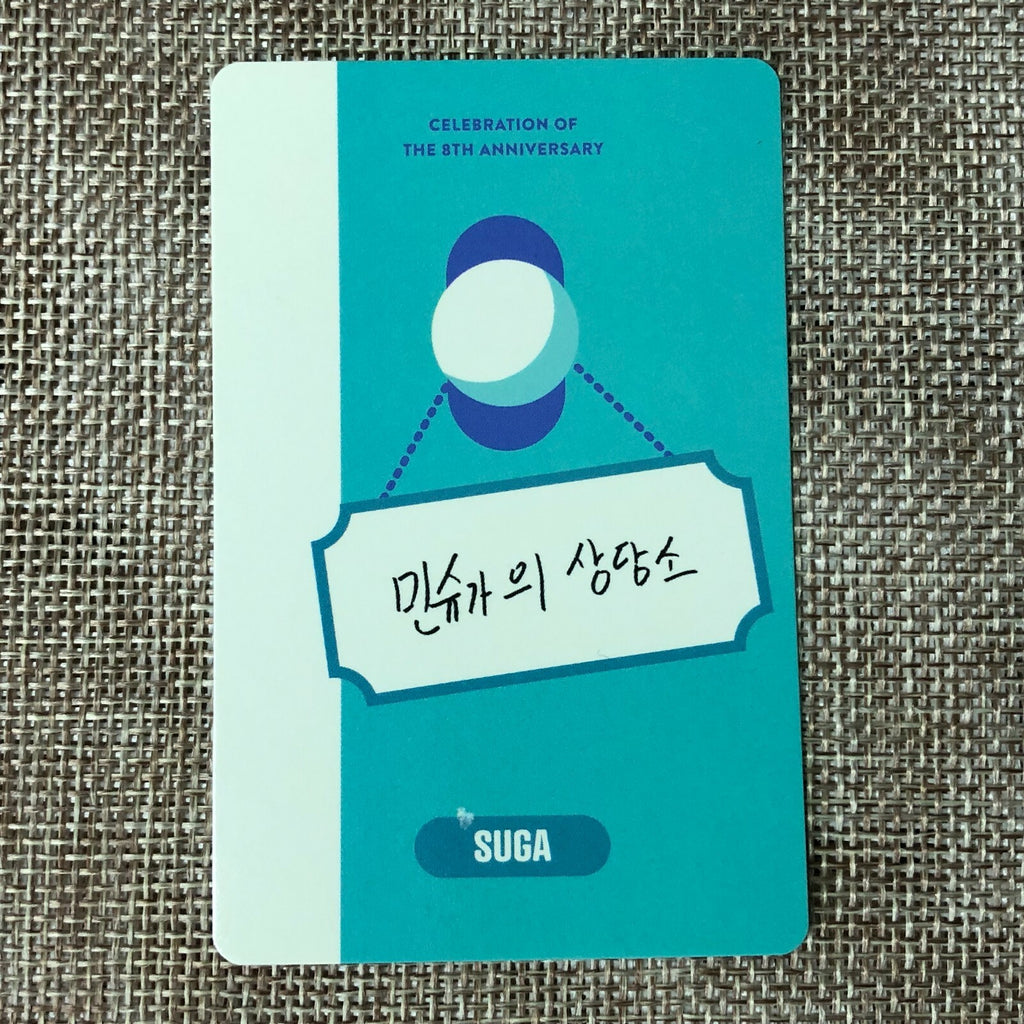 CELEBRATION OF
THE 8TH ANNIVERSARY
민슈가의 상담소
SUGA